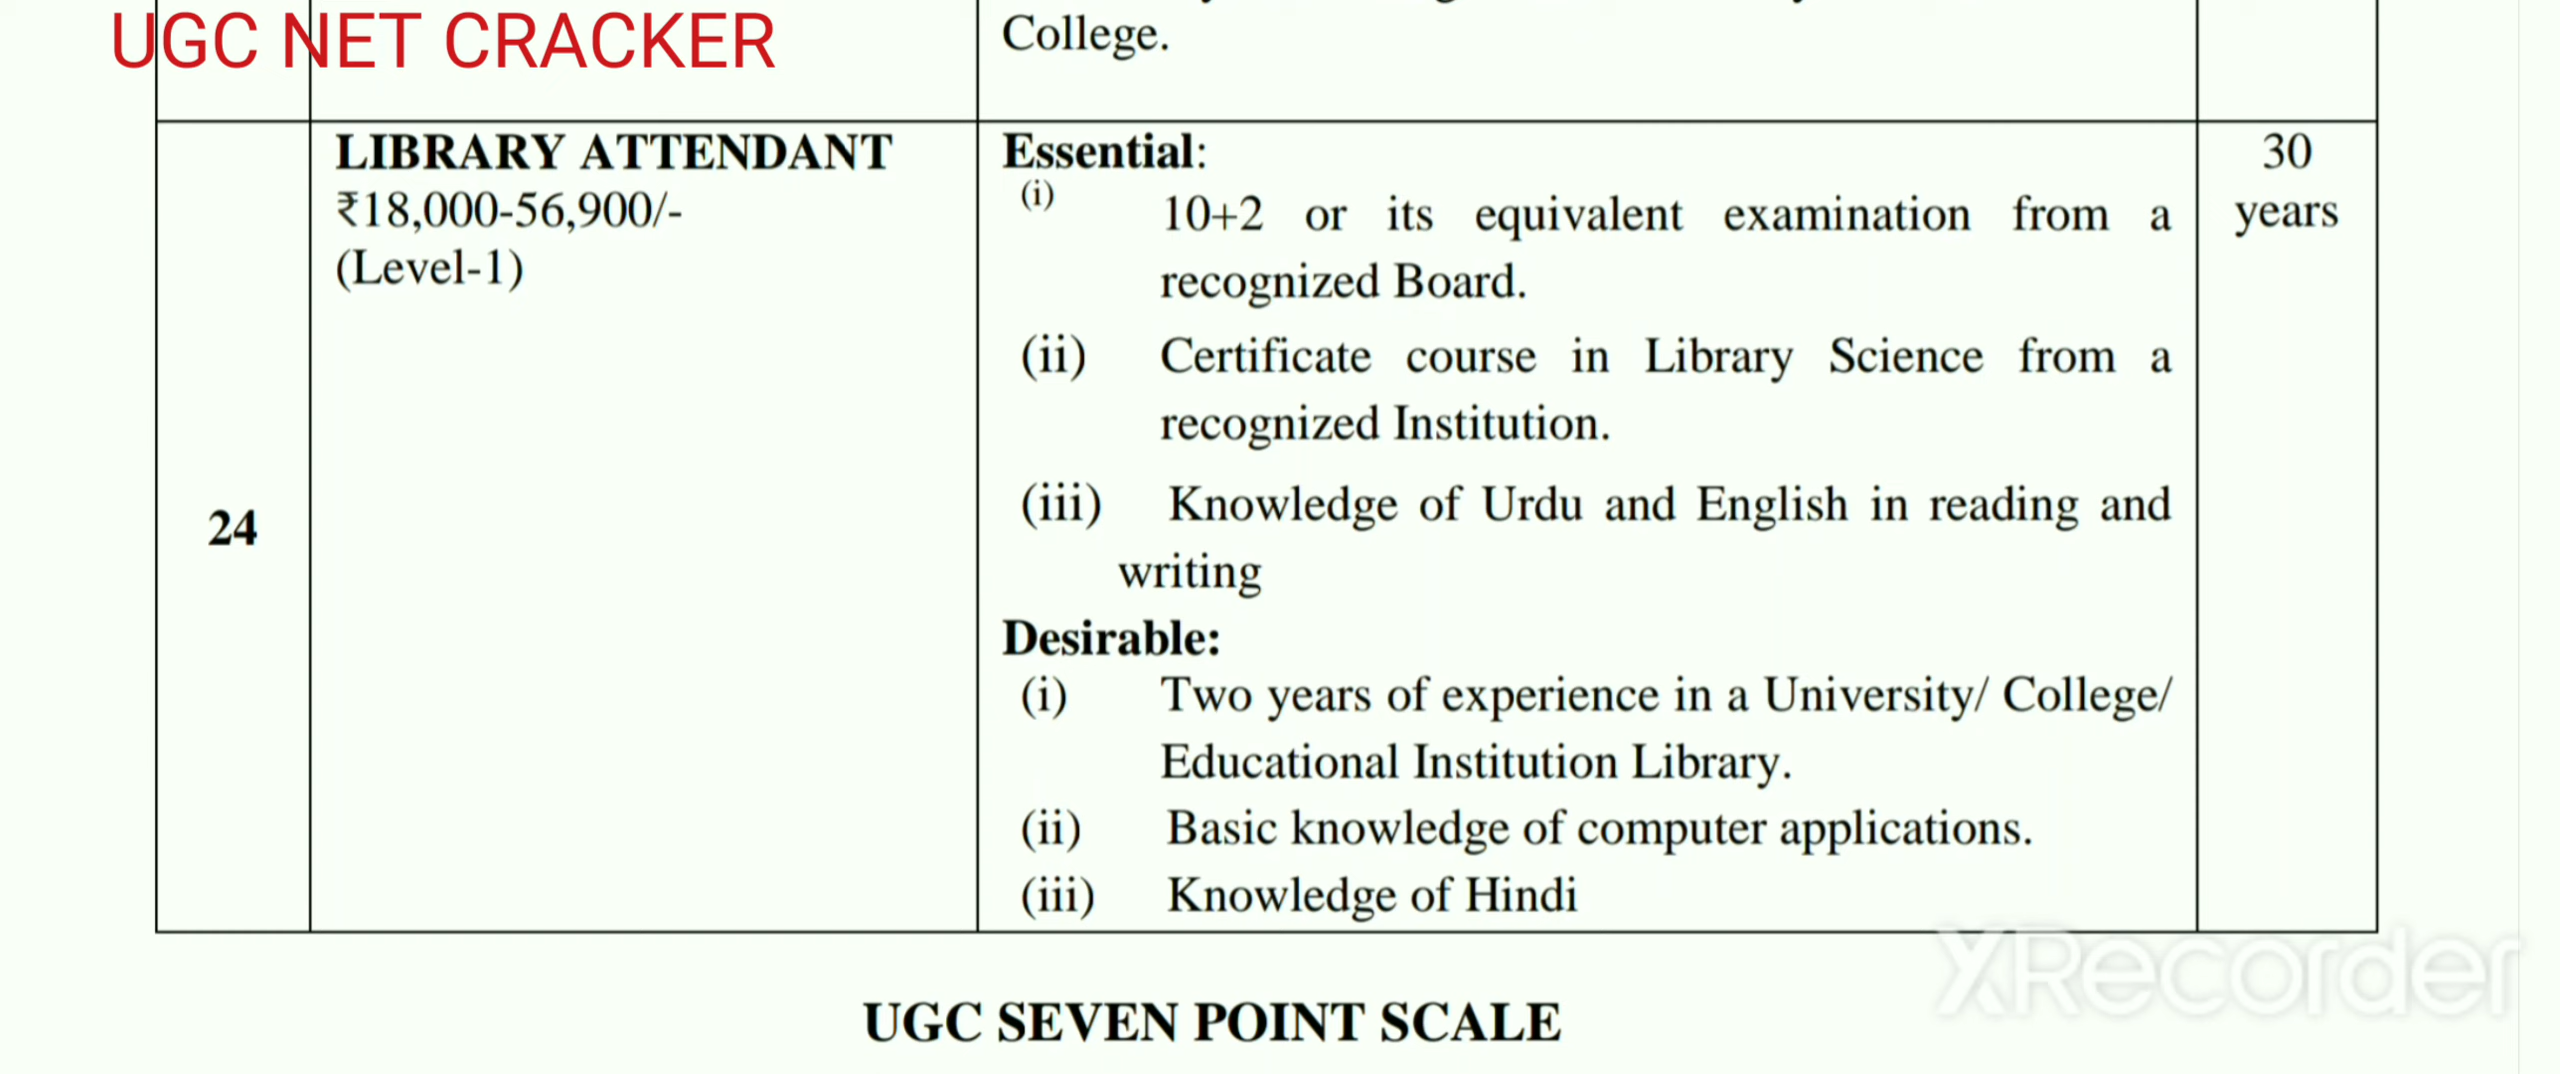 UGC NET CRACKER
College.
24
LIBRARY ATTENDANT
₹18,000-56,900/-
(Level-1)
Essential:
(i) 10+2 or its equivalent examination from a
recognized Board.
(ii) Certificate course in Library Science from a
recognized Institution.
(iii) Knowledge of Urdu and English in reading and
writing
Desirable:
(i) Two years of experience in a University/ College/
Educational Institution Library.
(ii) Basic knowledge of computer applications.
(iii) Knowledge of Hindi
30
years
XRecorder
UGC SEVEN POINT SCALE